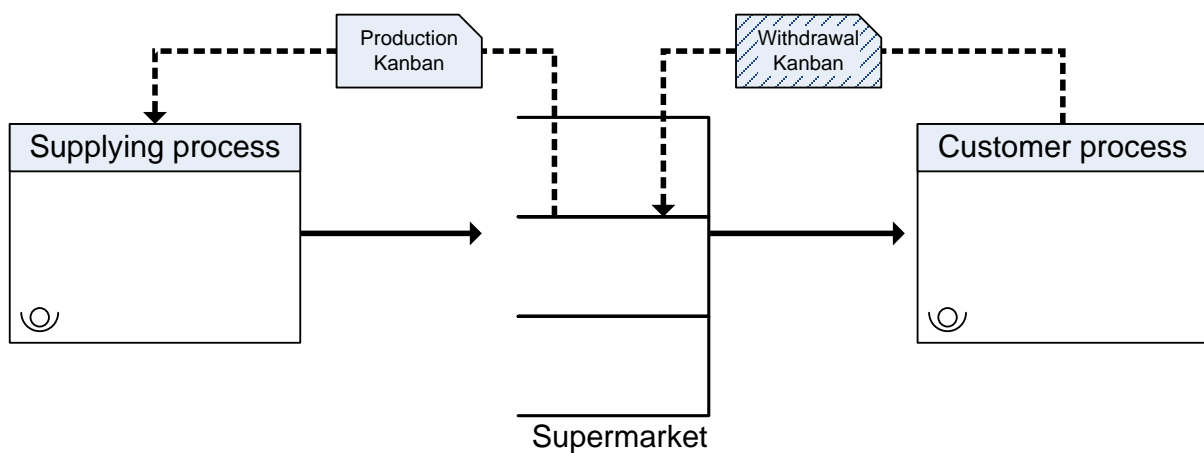 Production
Kanban
Withdrawal
Kanban
Supplying process
Customer process
Supermarket